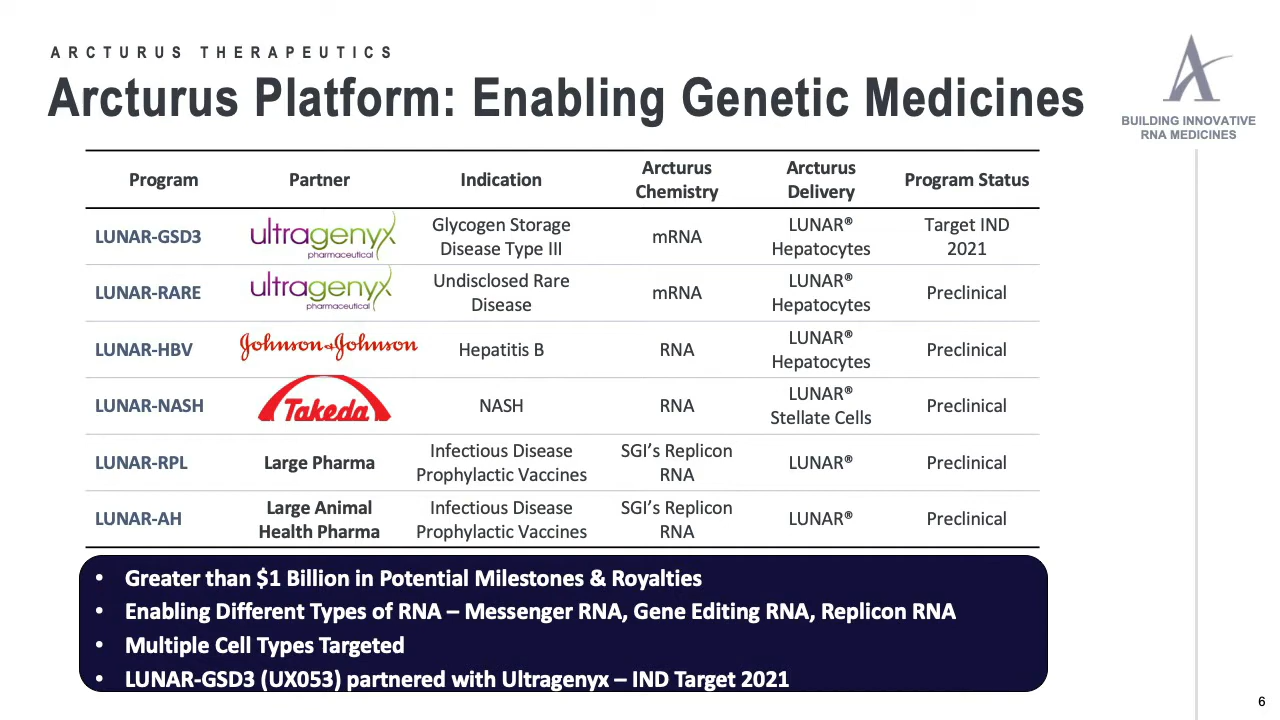 ARCTURUS THERAPEUTICS
Arcturus Platform: Enabling Genetic Medicines
BUILDING INNOVATIVE
RNA MEDICINES
Program
Partner
Indication
Arcturus
Chemistry
Arcturus
Delivery
Program Status
LUNAR-GSD3
ultragenyx
pharmaceutical
Glycogen Storage
Disease Type III
mRNA
LUNAR®
Hepatocytes
Target IND
2021
LUNAR-RARE
ultragenyx
pharmaceutical
Undisclosed Rare
Disease
mRNA
LUNAR®
Hepatocytes
Preclinical
LUNAR-HBV
Johnson & Johnson
Hepatitis B
RNA
LUNAR®
Hepatocytes
Preclinical
LUNAR-NASH
Takeda
NASH
RNA
LUNAR®
Stellate Cells
Preclinical
LUNAR-RPL
Large Pharma
Infectious Disease
Prophylactic Vaccines
SGI's Replicon
RNA
LUNAR®
Preclinical
LUNAR-AH
Large Animal
Health Pharma
Infectious Disease
Prophylactic Vaccines
SGI's Replicon
RNA
LUNAR®
Preclinical
• Greater than $1 Billion in Potential Milestones & Royalties
• Enabling Different Types of RNA – Messenger RNA, Gene Editing RNA, Replicon RNA
• Multiple Cell Types Targeted
• LUNAR-GSD3 (UX053) partnered with Ultragenyx – IND Target 2021
6